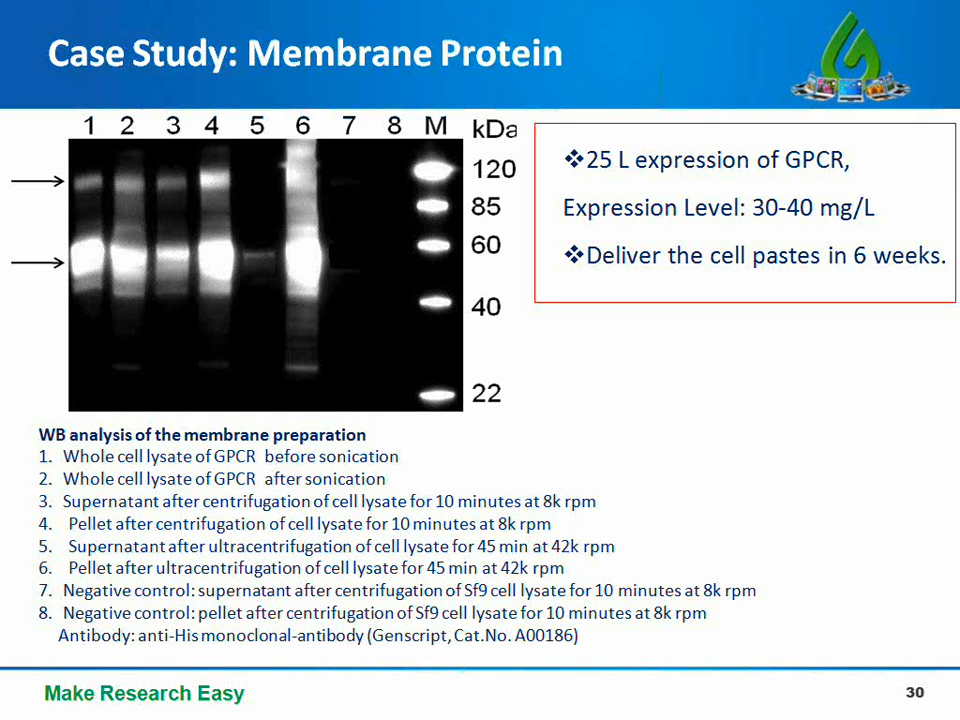 Case Study: Membrane Protein
1 2 3 4 5 6 7 8 M kDa
120
85
60
40
22
❖25 L expression of GPCR,
Expression Level: 30-40 mg/L
❖Deliver the cell pastes in 6 weeks.
WB analysis of the membrane preparation
1. Whole cell lysate of GPCR before sonication
2. Whole cell lysate of GPCR after sonication
3. Supernatant after centrifugation of cell lysate for 10 minutes at 8k rpm
4. Pellet after centrifugation of cell lysate for 10 minutes at 8k rpm
5. Supernatant after ultracentrifugation of cell lysate for 45 min at 42k rpm
6. Pellet after ultracentrifugation of cell lysate for 45 min at 42k rpm
7. Negative control: supernatant after centrifugation of Sf9 cell lysate for 10 minutes at 8k rpm
8. Negative control: pellet after centrifugation of Sf9 cell lysate for 10 minutes at 8k rpm
Antibody: anti-His monoclonal-antibody (Genscript, Cat.No. A00186)
Make Research Easy
30